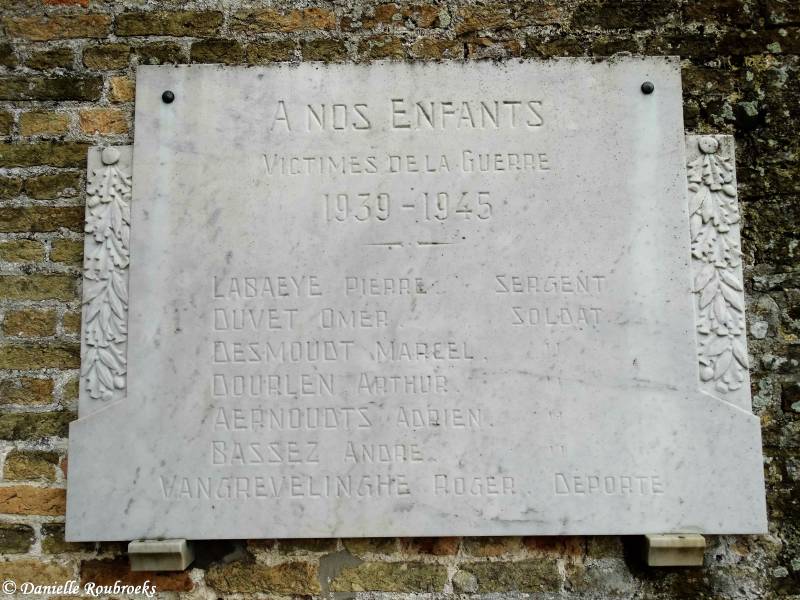 A NOS ENFANTS
VICTIMES DE LA GUERRE
1939-1945
LABAEYE PIERRE. SERGENT
DUVET OMER. SOLDAT
DESMOUDT MARCEL. "
DOURLEN ARTHUR. "
AERNOUDTS ADRIEN. "
BASSEZ ANDRE. "
VANGREVELINGHE ROGER. DEPORTE
© Danielle Roubroeks